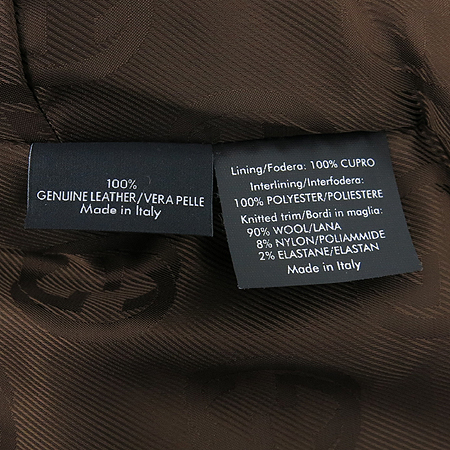 100%
GENUINE LEATHER/VERA PELLE
Made in Italy
Lining/Fodera: 100% CUPRO
Interlining/Interfodera:
100% POLYESTER/POLIESTERE
Knitted trim/Bordi in maglia:
90% WOOL/LANA
8% NYLON/POLIAMMIDE
2% ELASTANE/ELASTAN
Made in Italy